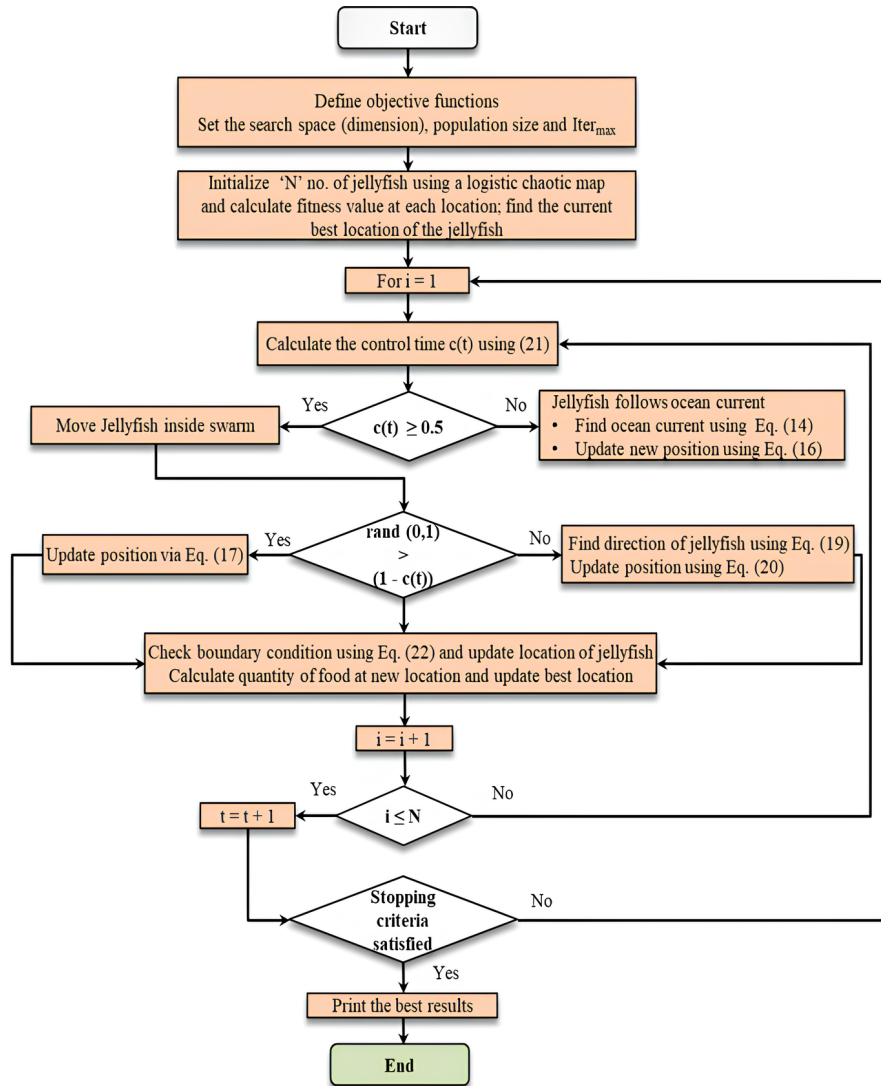 Start
Define objective functions
Set the search space (dimension), population size and Iter_max
Initialize ‘N’ no. of jellyfish using a logistic chaotic map
and calculate fitness value at each location; find the current
best location of the jellyfish
For i = 1
Calculate the control time c(t) using (21)
Yes
No
Move Jellyfish inside swarm
c(t) ≥ 0.5
Jellyfish follows ocean current
• Find ocean current using Eq. (14)
• Update new position using Eq. (16)
Yes
No
Update position via Eq. (17)
rand (0,1)
>
(1 - c(t))
Find direction of jellyfish using Eq. (19)
Update position using Eq. (20)
Check boundary condition using Eq. (22) and update location of jellyfish
Calculate quantity of food at new location and update best location
i = i + 1
Yes
No
t = t + 1
i ≤ N
Stopping
criteria
satisfied
No
Yes
Print the best results
End